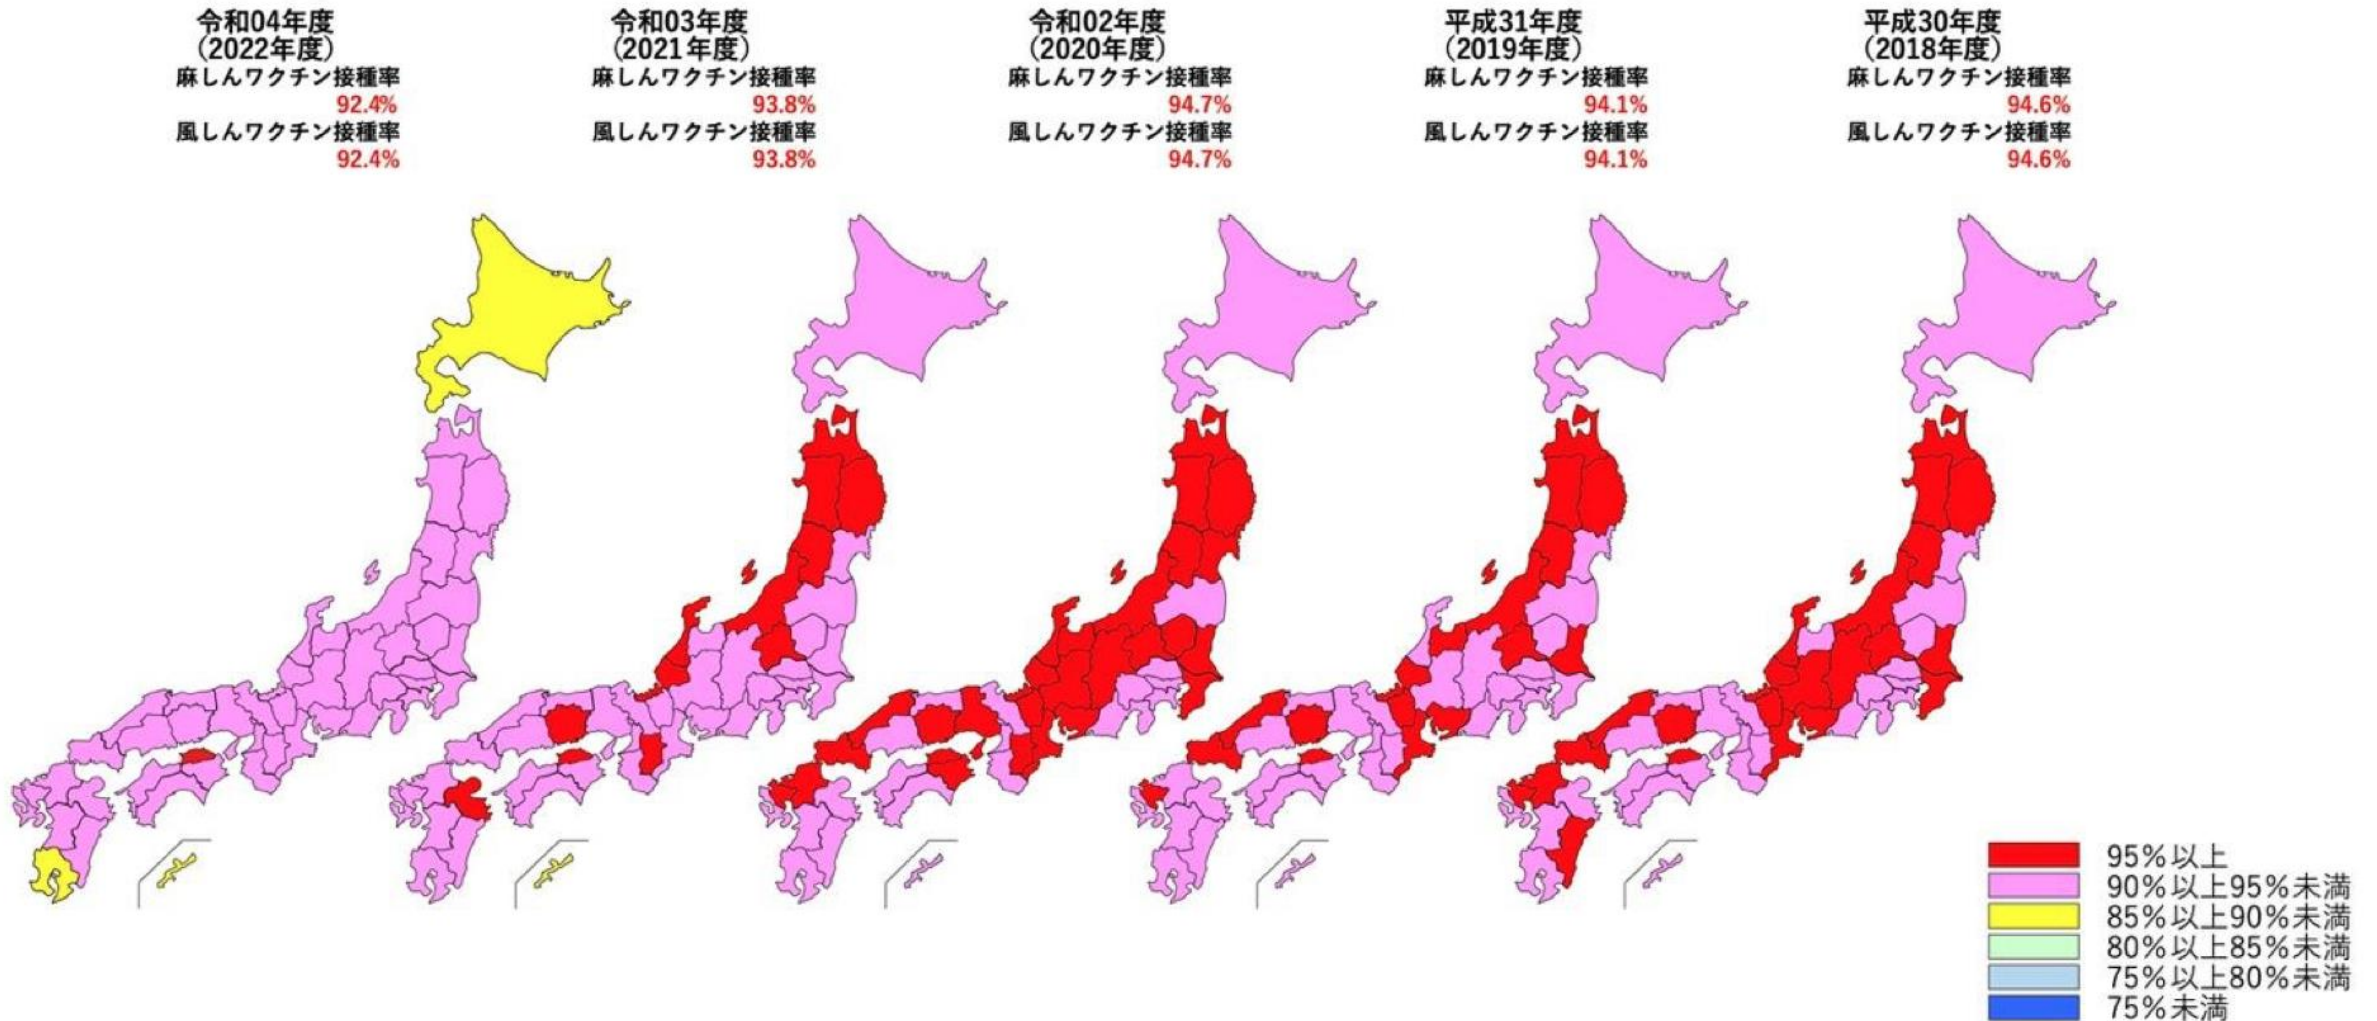 令和04年度
（2022年度）
麻しんワクチン接種率
92.4%
風しんワクチン接種率
92.4%
令和03年度
（2021年度）
麻しんワクチン接種率
93.8%
風しんワクチン接種率
93.8%
令和02年度
（2020年度）
麻しんワクチン接種率
94.7%
風しんワクチン接種率
94.7%
平成31年度
（2019年度）
麻しんワクチン接種率
94.1%
風しんワクチン接種率
94.1%
平成30年度
（2018年度）
麻しんワクチン接種率
94.6%
風しんワクチン接種率
94.6%
95%以上
90%以上95%未満
85%以上90%未満
80%以上85%未満
75%以上80%未満
75%未満